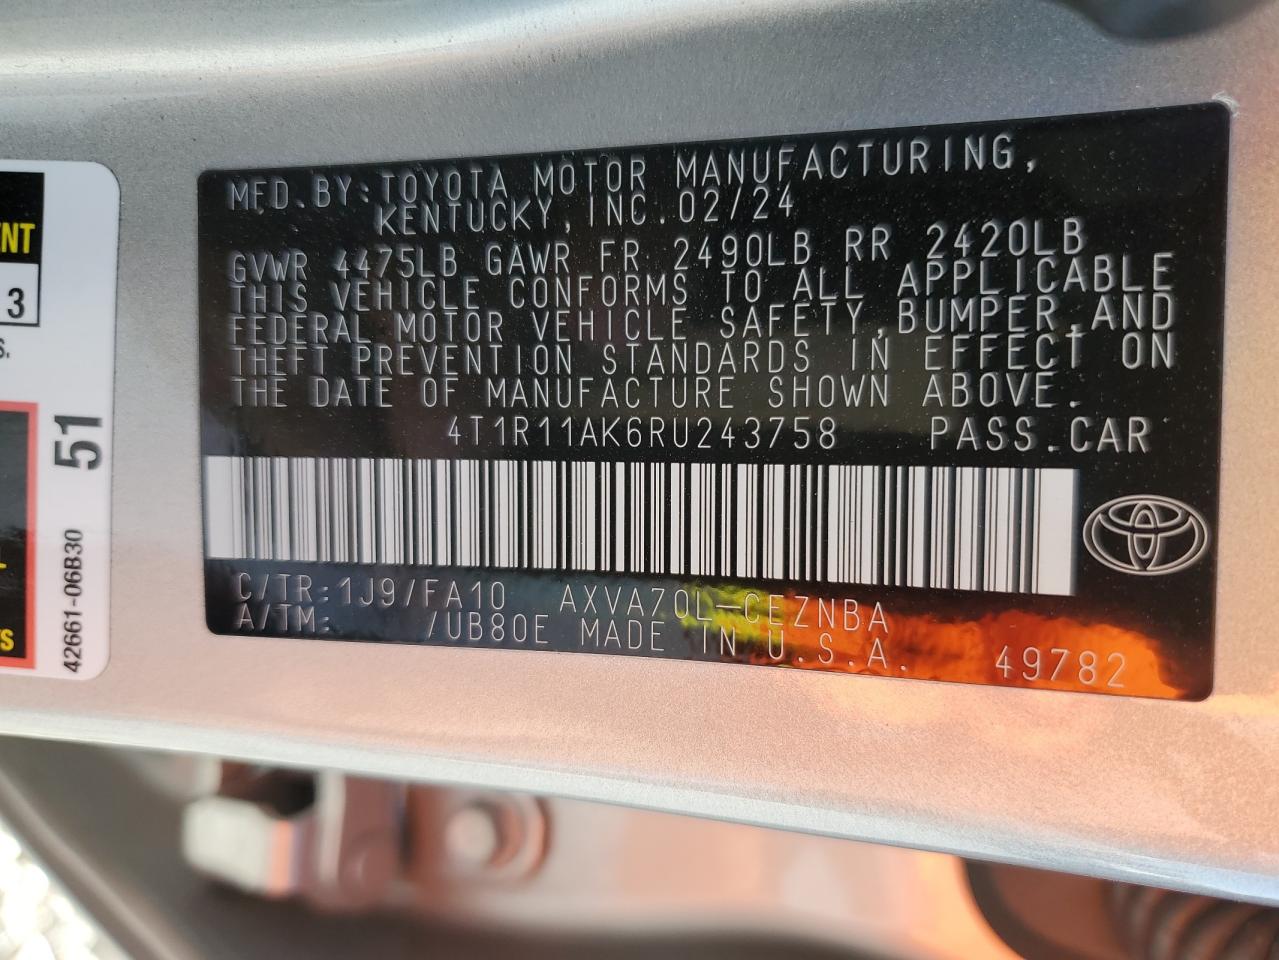 NT
3
S.
51
42661-06B30
L
TS
MFD.BY:TOYOTA MOTOR MANUFACTURING,
KENTUCKY, INC. 02/24
GVWR 4475LB GAWR FR 2490LB RR 2420LB
THIS VEHICLE CONFORMS TO ALL APPLICABLE
FEDERAL MOTOR VEHICLE SAFETY,BUMPER,AND
THEFT PREVENTION STANDARDS IN EFFECT ON
THE DATE OF MANUFACTURE SHOWN ABOVE.
4T1R11AK6RU243758 PASS.CAR
C/TR:1J9/FA10 AXVA70L-CEZNBA
A/TM: /UB80E MADE IN U.S.A. 49782